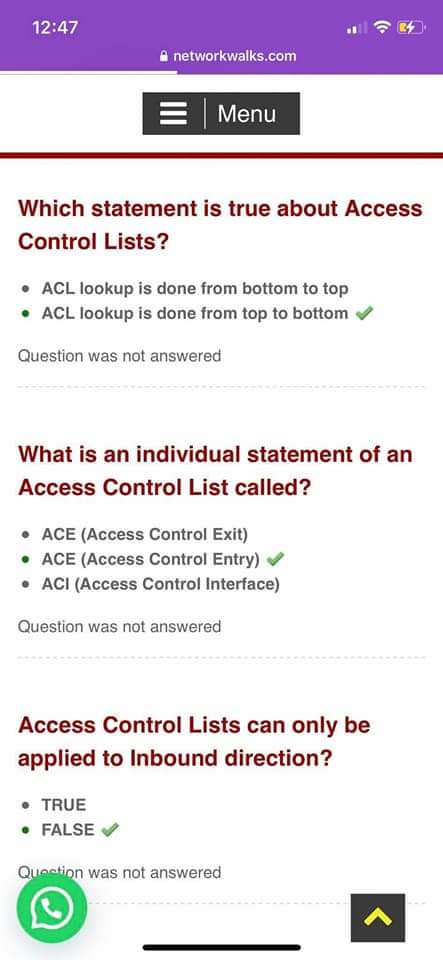 12:47
networkwalks.com
Menu
Which statement is true about Access
Control Lists?
ACL lookup is done from bottom to top
ACL lookup is done from top to bottom
Question was not answered
What is an individual statement of an
Access Control List called?
ACE (Access Control Exit)
ACE (Access Control Entry)
ACI (Access Control Interface)
Question was not answered
Access Control Lists can only be
applied to Inbound direction?
TRUE
FALSE
Question was not answered